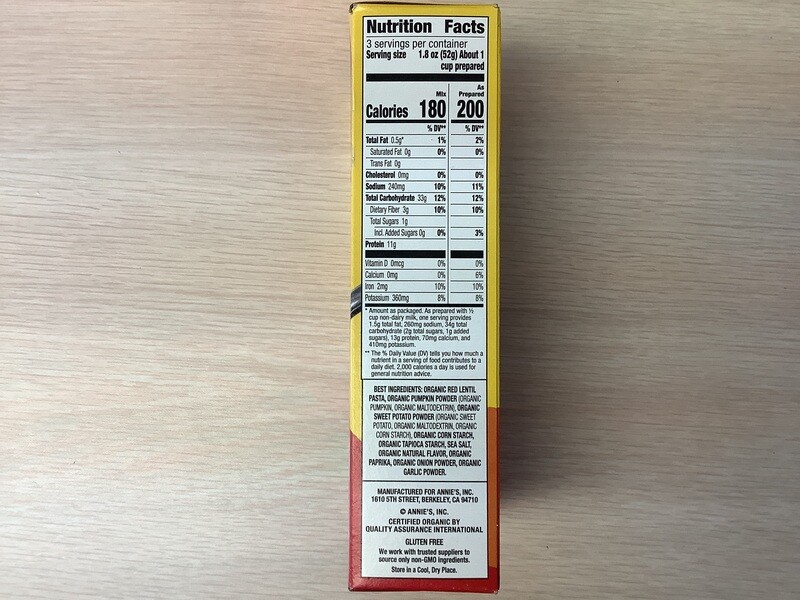 Nutrition Facts
3 servings per container
Serving size 1.8 oz (52g) About 1
cup prepared
Mix As Prepared
Calories 180 200
% DV** % DV**
Total Fat 0.5g* 1% 2%
Saturated Fat 0g 0% 0%
Trans Fat 0g
Cholesterol 0mg 0% 0%
Sodium 240mg 10% 11%
Total Carbohydrate 33g 12% 12%
Dietary Fiber 3g 10% 10%
Total Sugars 1g
Incl. Added Sugars 0g 0% 3%
Protein 11g
Vitamin D 0mcg 0% 0%
Calcium 0mg 0% 6%
Iron 2mg 10% 10%
Potassium 360mg 8% 8%
* Amount as packaged. As prepared with ½
cup non-dairy milk, one serving provides
1.5g total fat, 260mg sodium, 34g total
carbohydrate (2g total sugars, 1g added
sugars), 13g protein, 70mg calcium, and
410mg potassium.
** The % Daily Value (DV) tells you how much a
nutrient in a serving of food contributes to a
daily diet. 2,000 calories a day is used for
general nutrition advice.
BEST INGREDIENTS: ORGANIC RED LENTIL
PASTA, ORGANIC PUMPKIN POWDER (ORGANIC
PUMPKIN, ORGANIC MALTODEXTRIN), ORGANIC
SWEET POTATO POWDER (ORGANIC SWEET
POTATO, ORGANIC MALTODEXTRIN, ORGANIC
CORN STARCH), ORGANIC CORN STARCH,
ORGANIC TAPIOCA STARCH, SEA SALT,
ORGANIC NATURAL FLAVOR, ORGANIC
PAPRIKA, ORGANIC ONION POWDER, ORGANIC
GARLIC POWDER.
MANUFACTURED FOR ANNIE'S, INC.
1610 5TH STREET, BERKELEY, CA 94710
© ANNIE'S, INC.
CERTIFIED ORGANIC BY
QUALITY ASSURANCE INTERNATIONAL
GLUTEN FREE
We work with trusted suppliers to
source only non-GMO ingredients.
Store in a Cool, Dry Place.